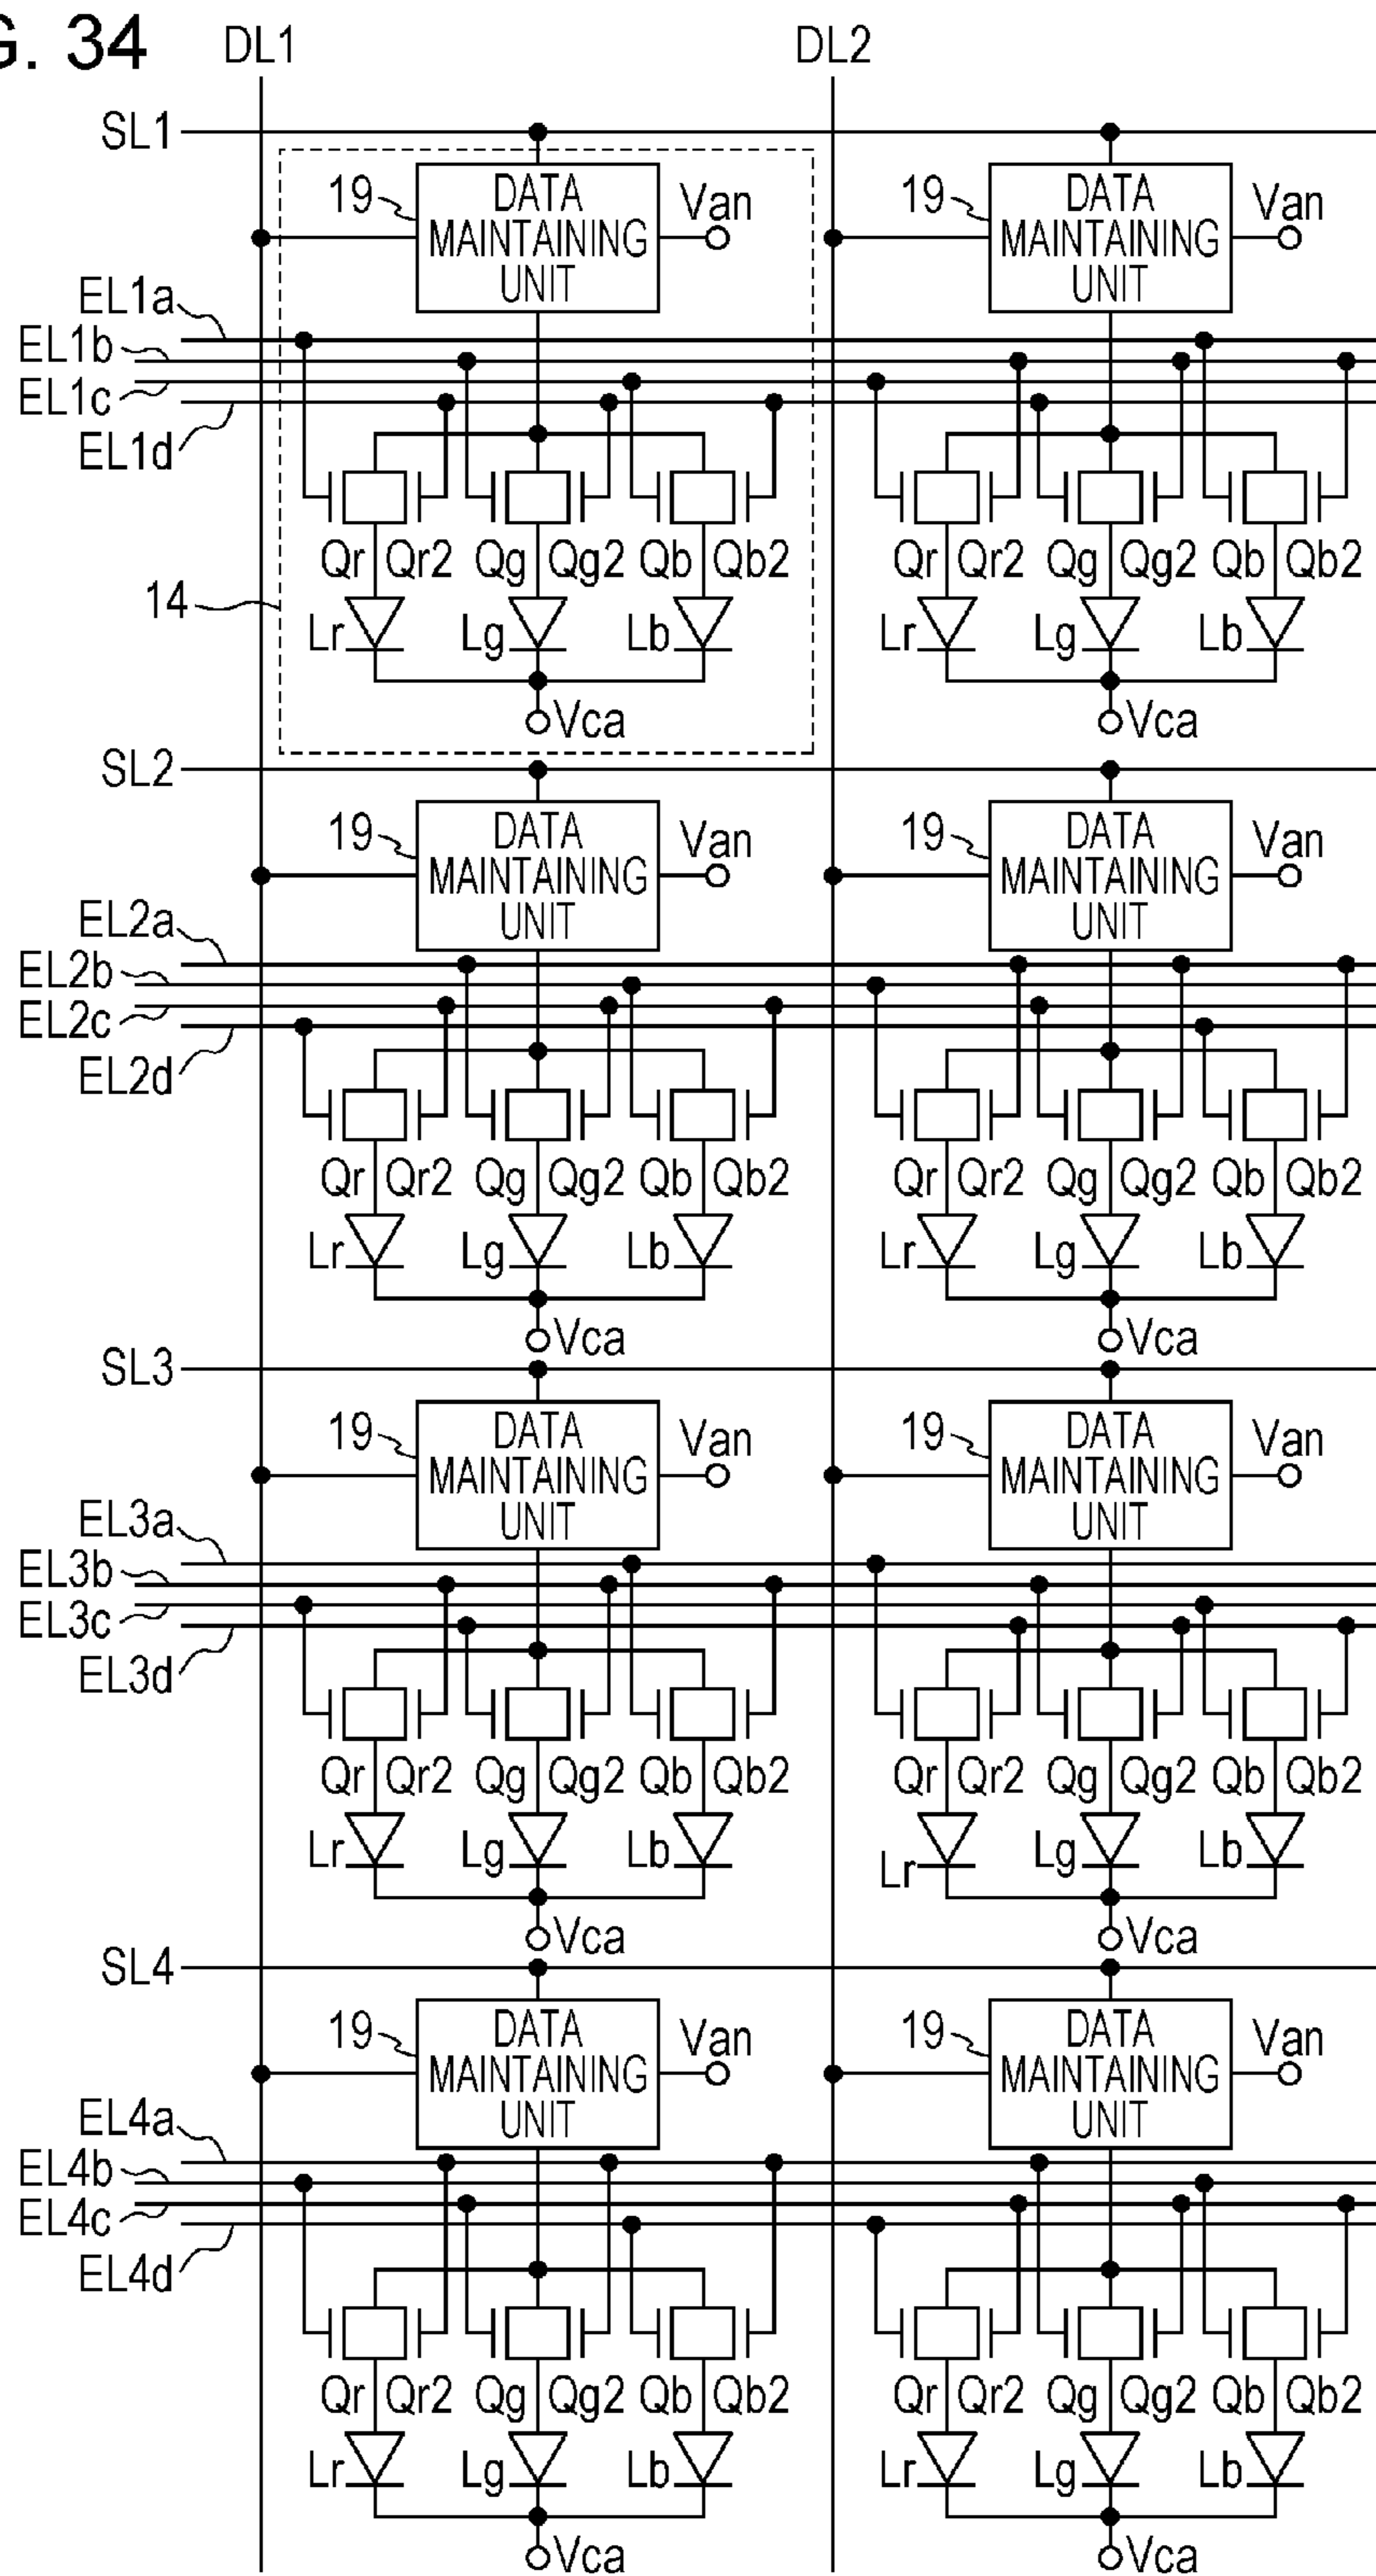 G. 34
DL1 DL2
SL1
19 DATA MAINTAINING UNIT Van 19 DATA MAINTAINING UNIT Van
EL1a
EL1b
EL1c
EL1d
Qr Qr2 Qg Qg2 Qb Qb2 Qr Qr2 Qg Qg2 Qb Qb2
14
Lr Lg Lb Lr Lg Lb
Vca Vca
SL2
19 DATA MAINTAINING UNIT Van 19 DATA MAINTAINING UNIT Van
EL2a
EL2b
EL2c
EL2d
Qr Qr2 Qg Qg2 Qb Qb2 Qr Qr2 Qg Qg2 Qb Qb2
Lr Lg Lb Lr Lg Lb
Vca Vca
SL3
19 DATA MAINTAINING UNIT Van 19 DATA MAINTAINING UNIT Van
EL3a
EL3b
EL3c
EL3d
Qr Qr2 Qg Qg2 Qb Qb2 Qr Qr2 Qg Qg2 Qb Qb2
Lr Lg Lb Lr Lg Lb
Vca Vca
SL4
19 DATA MAINTAINING UNIT Van 19 DATA MAINTAINING UNIT Van
EL4a
EL4b
EL4c
EL4d
Qr Qr2 Qg Qg2 Qb Qb2 Qr Qr2 Qg Qg2 Qb Qb2
Lr Lg Lb Lr Lg Lb
Vca Vca